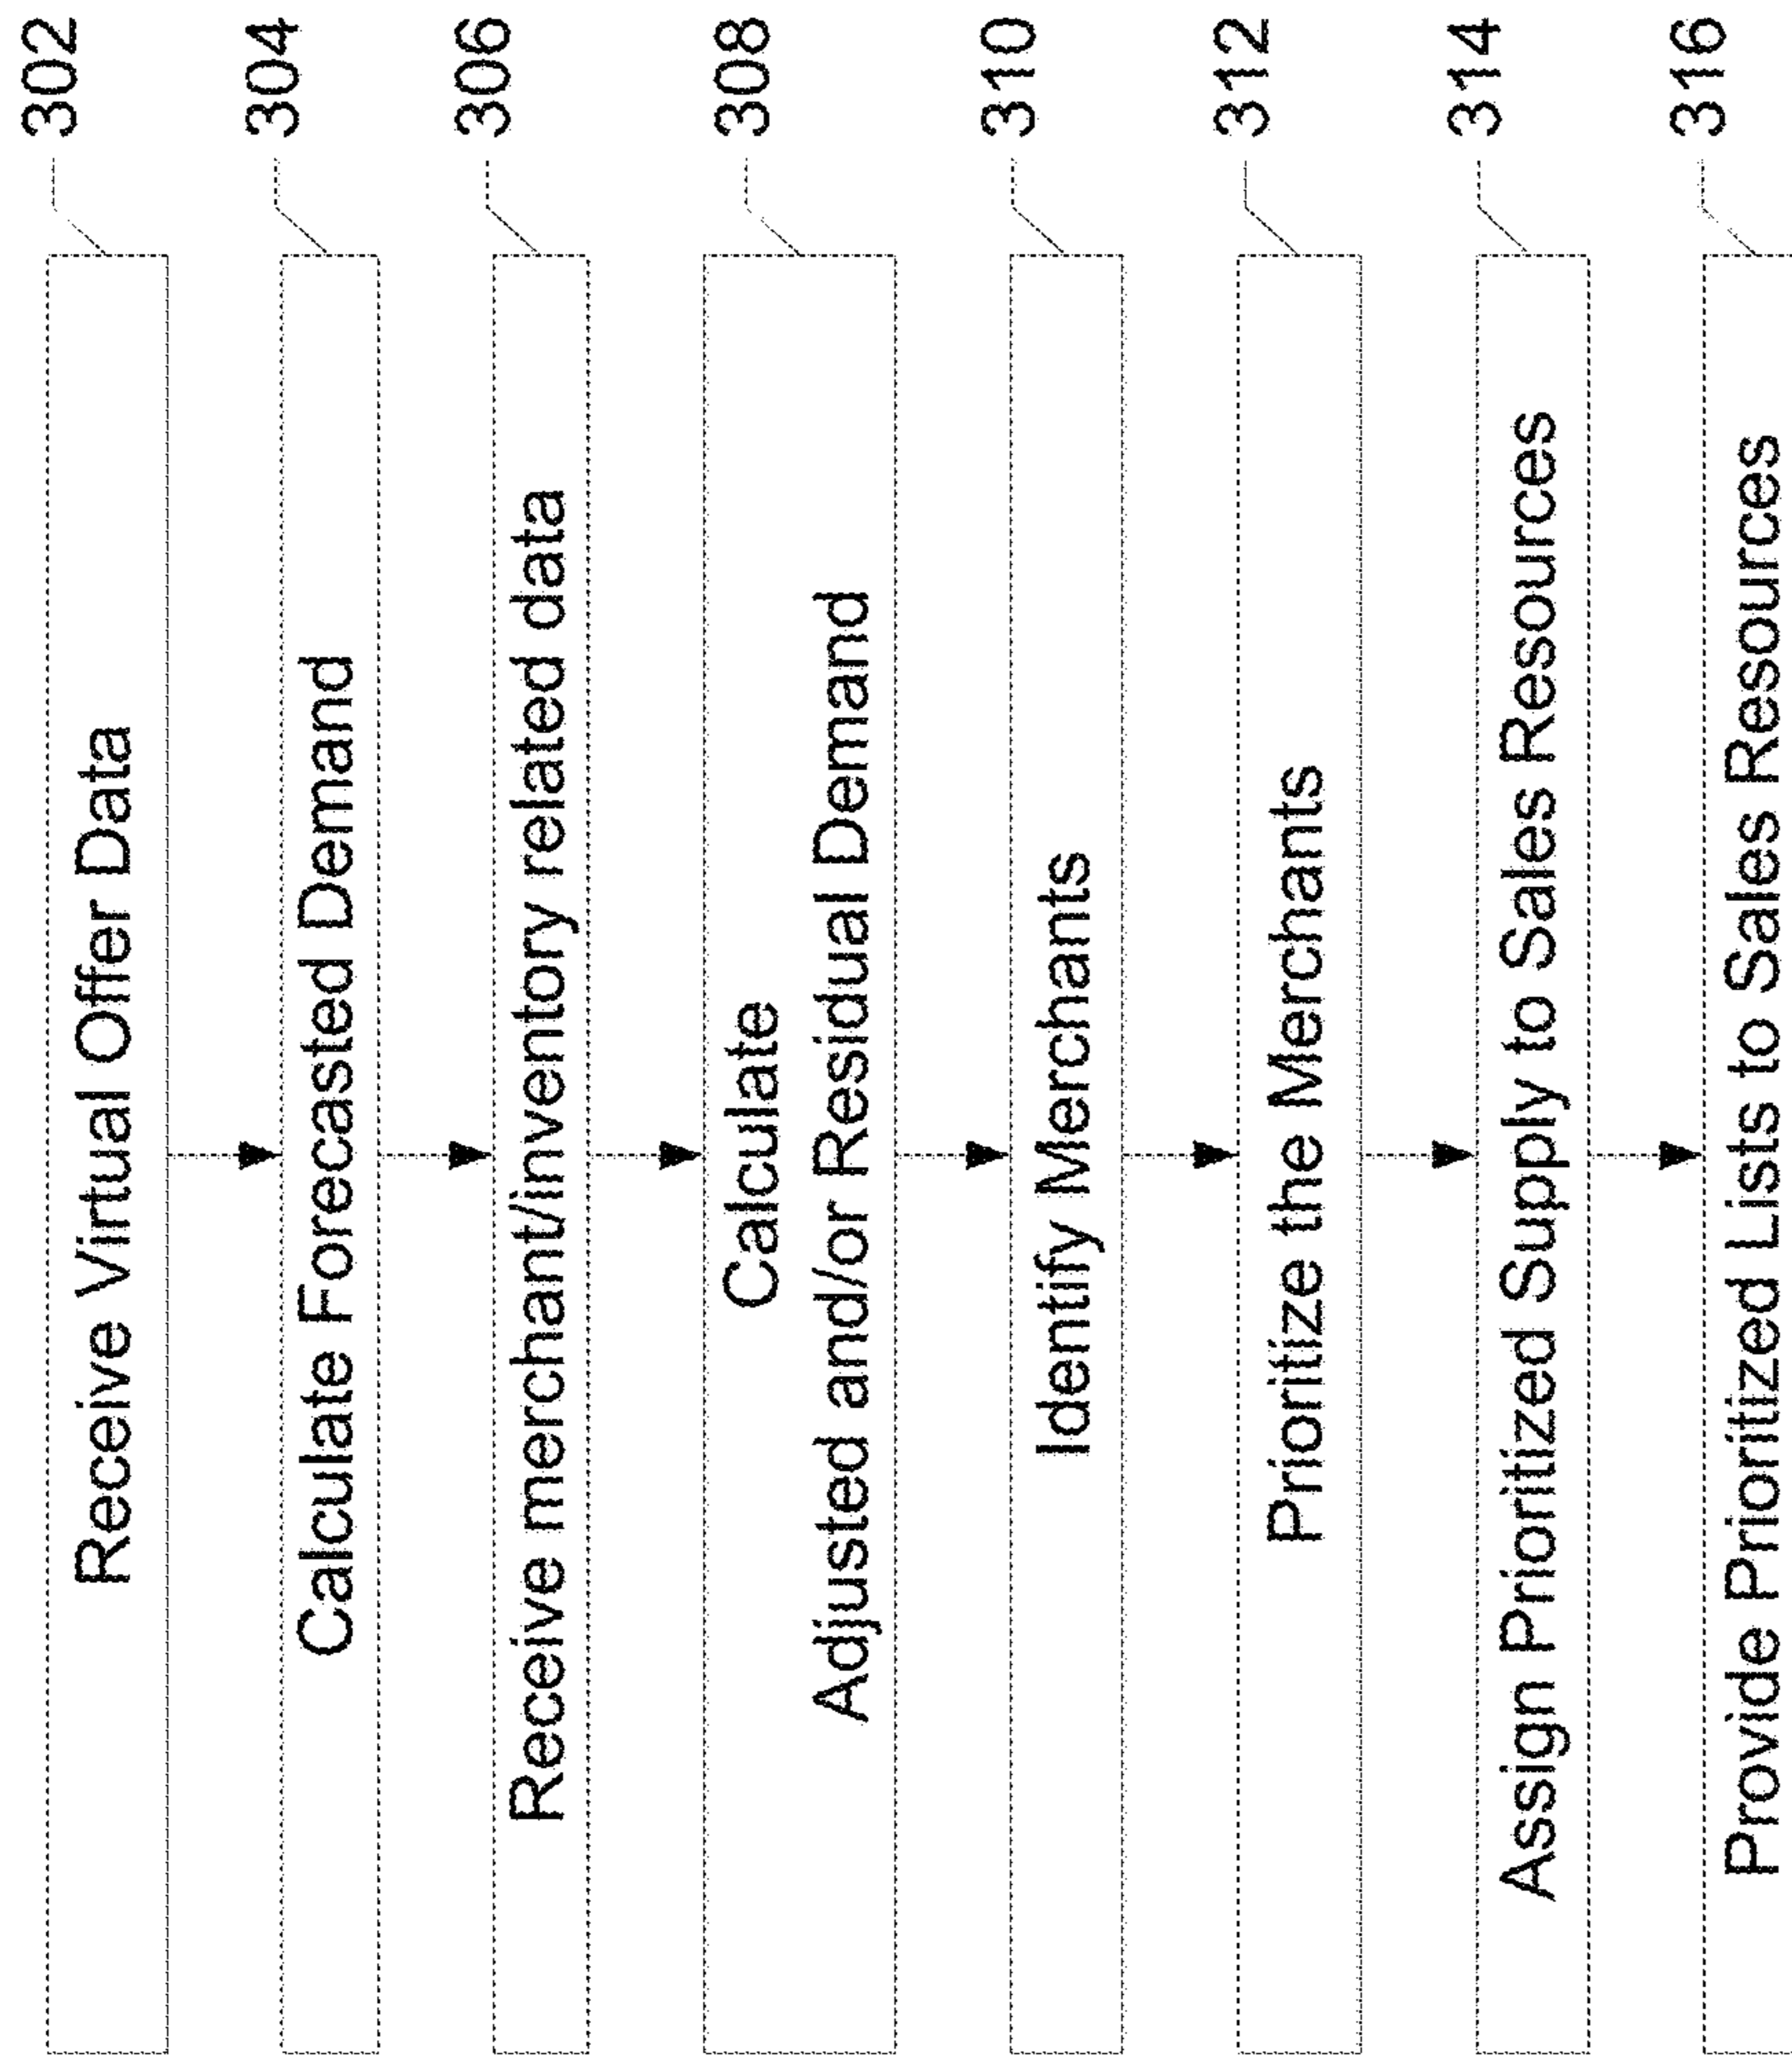 Receive Virtual Offer Data
302
Calculate Forecasted Demand
304
Receive merchant/inventory related data
306
Calculate
Adjusted and/or Residual Demand
308
Identify Merchants
310
Prioritize the Merchants
312
Assign Prioritized Supply to Sales Resources
314
Provide Prioritized Lists to Sales Resources
316